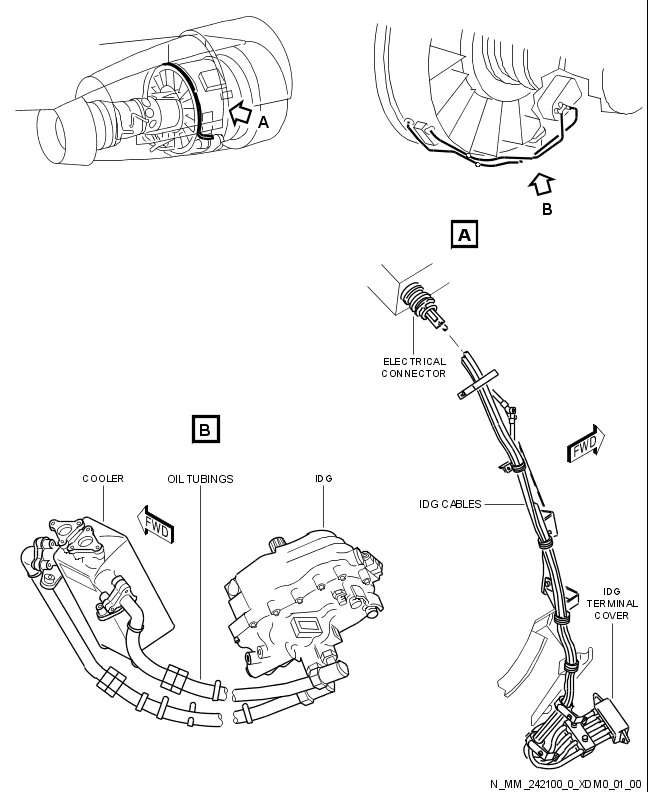 A
B
A
ELECTRICAL
CONNECTOR
B
FWD
COOLER
OIL TUBINGS
IDG
FWD
IDG CABLES
IDG
TERMINAL
COVER
N_MM_242100_0_XDM0_01_00